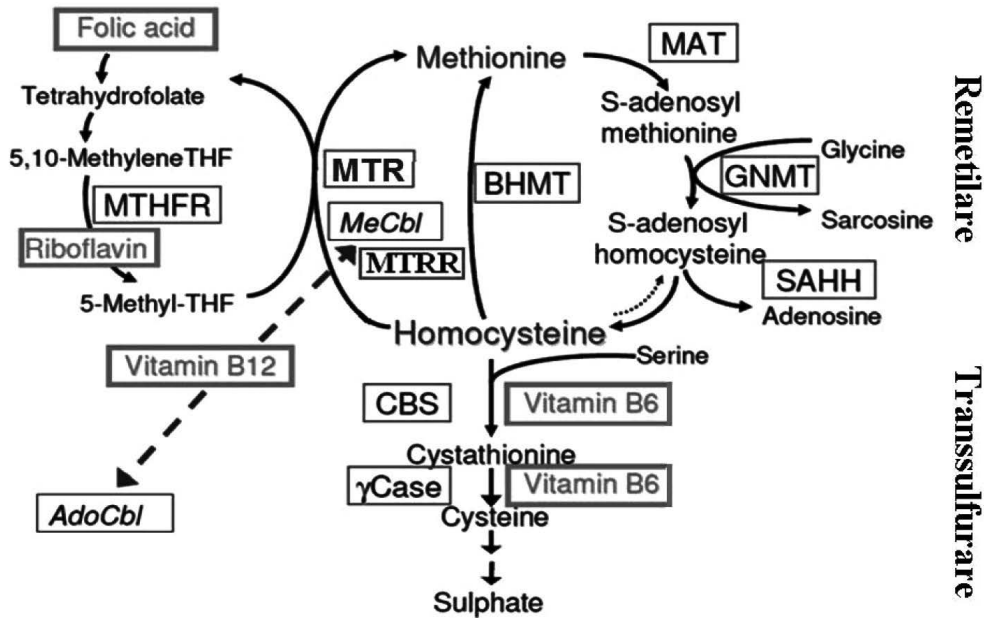 Folic acid
Tetrahydrofolate
5,10-MethyleneTHF
MTHFR
Riboflavin
5-Methyl-THF
Vitamin B12
AdoCbl
Methionine
MTR
MeCbl
MTRR
BHMT
Homocysteine
MAT
S-adenosyl
methionine
Glycine
GNMT
Sarcosine
S-adenosyl
homocysteine
SAHH
Adenosine
Serine
CBS
Vitamin B6
Cystathionine
γCase
Vitamin B6
Cysteine
Sulphate
Remetilare
Transsulfurare